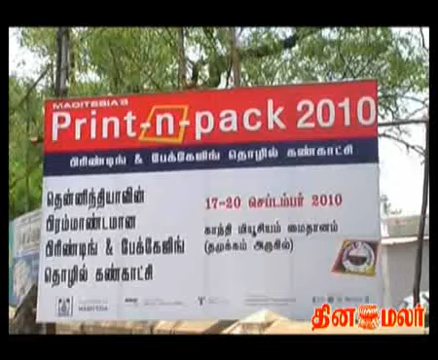 MADITSSIA'S
Print-n-pack 2010
பிரிண்டிங் & பேக்கேஜிங் தொழில் கண்காட்சி
தென்னிந்தியாவின்
பிரம்மாண்டமான
பிரிண்டிங் & பேக்கேஜிங்
தொழில் கண்காட்சி
17-20 செப்டம்பர் 2010
காந்தி மியூசியம் மைதானம்
(தமுக்கம் அருகில்)
MADITSSIA
தினமலர்